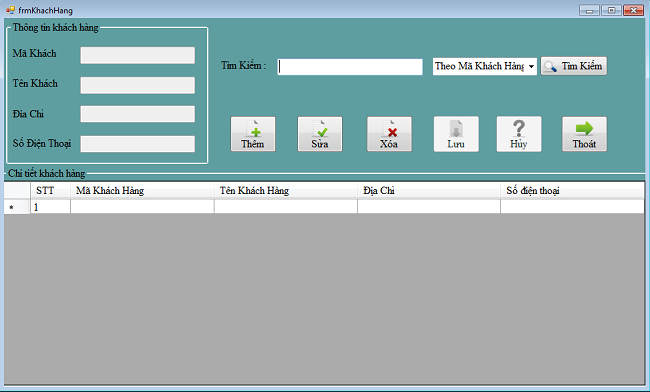 frmKhachHang
Thông tin khách hàng
Mã Khách
Tên Khách
Đia Chỉ
Số Điện Thoại
Tìm Kiếm :
Theo Mã Khách Hàng
Tìm Kiếm
Thêm
Sửa
Xóa
Lưu
Hủy
Thoát
Chi tiết khách hàng
STT Mã Khách Hàng Tên Khách Hàng Địa Chỉ Số điện thoại
* 1